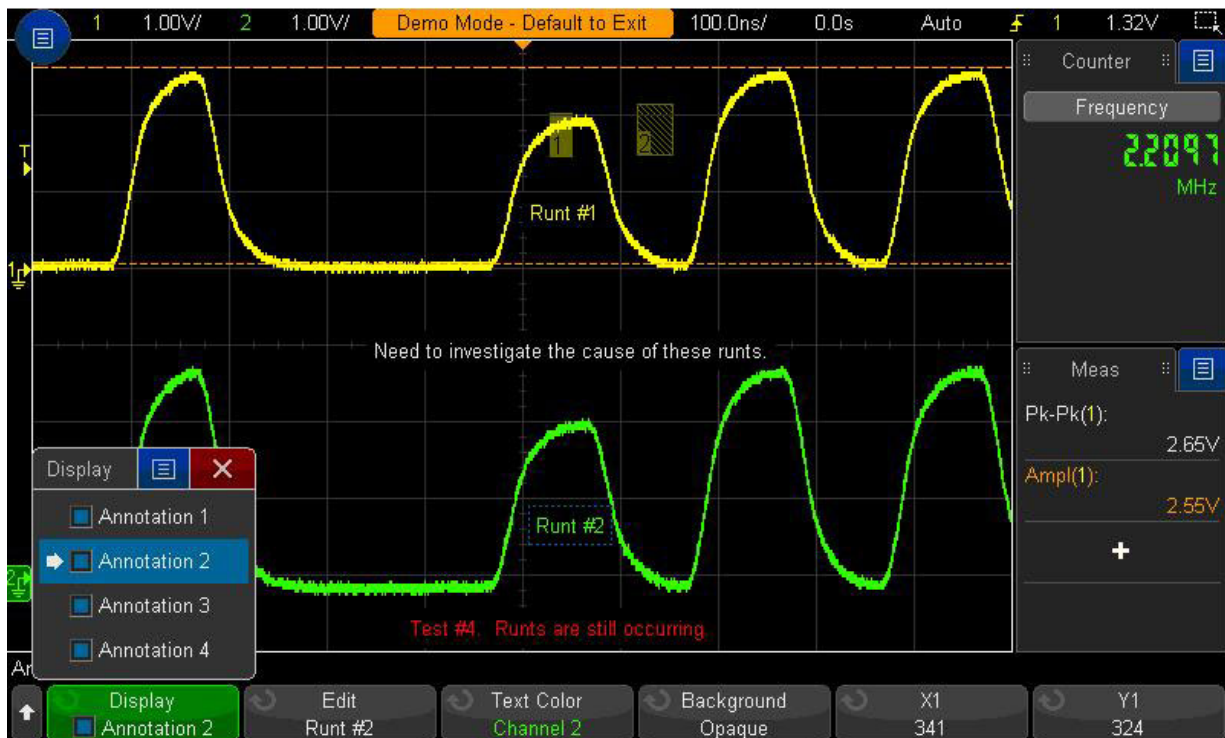 1 1.00V/ 2 1.00V/ Demo Mode - Default to Exit 100.0ns/ 0.0s Auto 1 1.32V
Counter
Frequency
2.2097
MHz
T
1
2
Runt #1
1
Need to investigate the cause of these runts.
Meas
Pk-Pk(1):
2.65V
Ampl(1):
2.55V
+
Display
Annotation 1
Annotation 2
Annotation 3
Annotation 4
Runt #2
2
Test #4. Runts are still occurring.
Display
Annotation 2
Edit
Runt #2
Text Color
Channel 2
Background
Opaque
X1
341
Y1
324